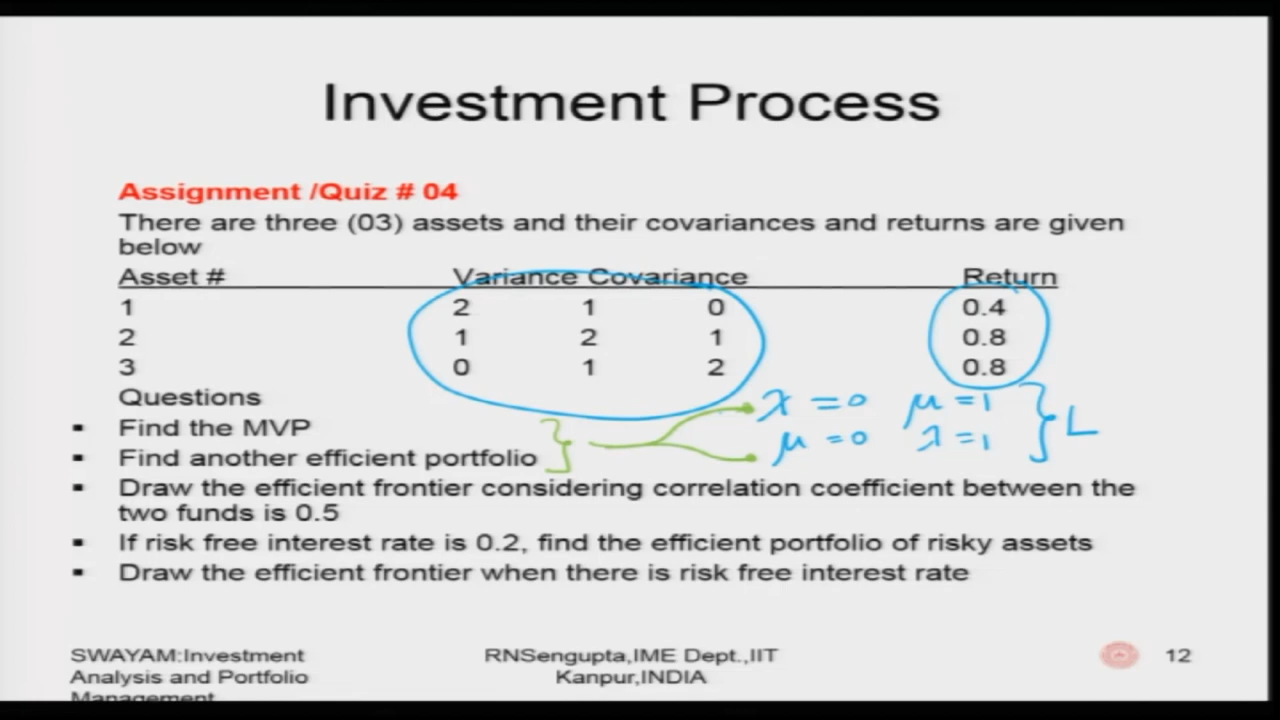 Investment Process
Assignment /Quiz # 04
There are three (03) assets and their covariances and returns are given
below
Asset # Variance Covariance Return
1 2 1 0 0.4
2 1 2 1 0.8
3 0 1 2 0.8
Questions λ = 0 μ = 1
▪ Find the MVP μ = 0 λ = 1 L
▪ Find another efficient portfolio
▪ Draw the efficient frontier considering correlation coefficient between the
two funds is 0.5
▪ If risk free interest rate is 0.2, find the efficient portfolio of risky assets
▪ Draw the efficient frontier when there is risk free interest rate
SWAYAM:Investment
Analysis and Portfolio
Management
RNSengupta,IME Dept.,IIT
Kanpur,INDIA
12